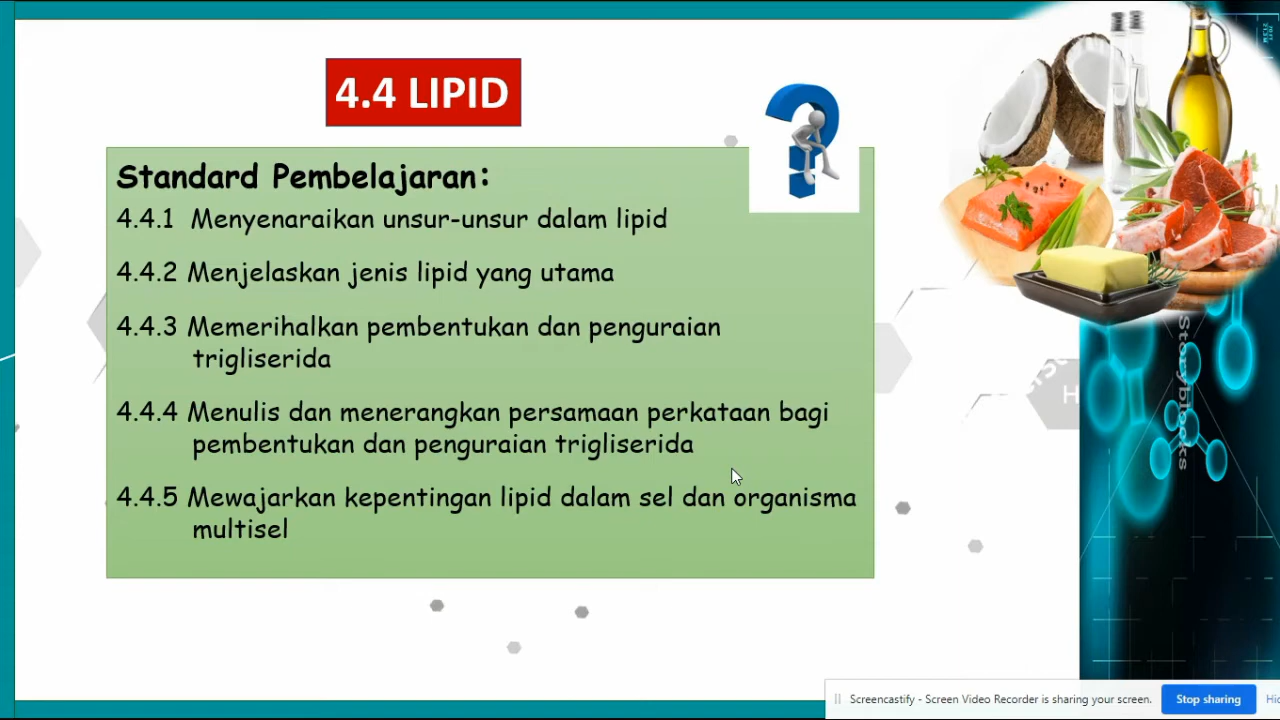 4.4 LIPID
Standard Pembelajaran:
4.4.1 Menyenaraikan unsur-unsur dalam lipid
4.4.2 Menjelaskan jenis lipid yang utama
4.4.3 Memerihalkan pembentukan dan penguraian
trigliserida
4.4.4 Menulis dan menerangkan persamaan perkataan bagi
pembentukan dan penguraian trigliserida
4.4.5 Mewajarkan kepentingan lipid dalam sel dan organisma
multisel
Storyblocks
Screencastify - Screen Video Recorder is sharing your screen.
Stop sharing